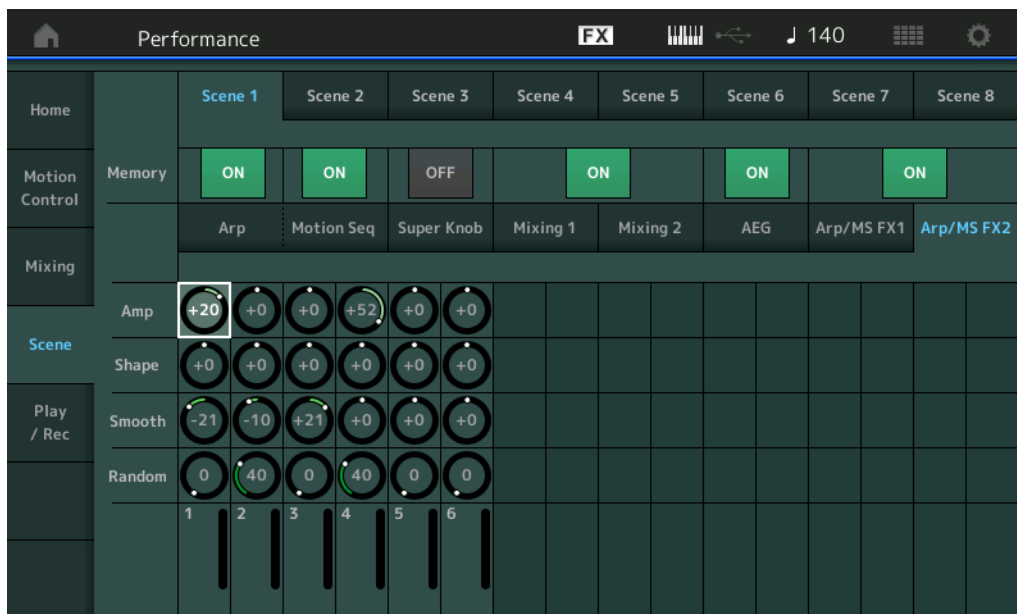 Performance FX 140
Scene 1 Scene 2 Scene 3 Scene 4 Scene 5 Scene 6 Scene 7 Scene 8
Home
Motion
Control
Memory ON ON OFF ON ON ON
Arp Motion Seq Super Knob Mixing 1 Mixing 2 AEG Arp/MS FX1 Arp/MS FX2
Mixing
Amp +20 +0 +0 +52 +0 +0
Scene
Shape +0 +0 +0 +0 +0 +0
Play
/ Rec
Smooth -21 -10 +21 +0 +0 +0
Random 0 40 0 40 0 0
1 2 3 4 5 6